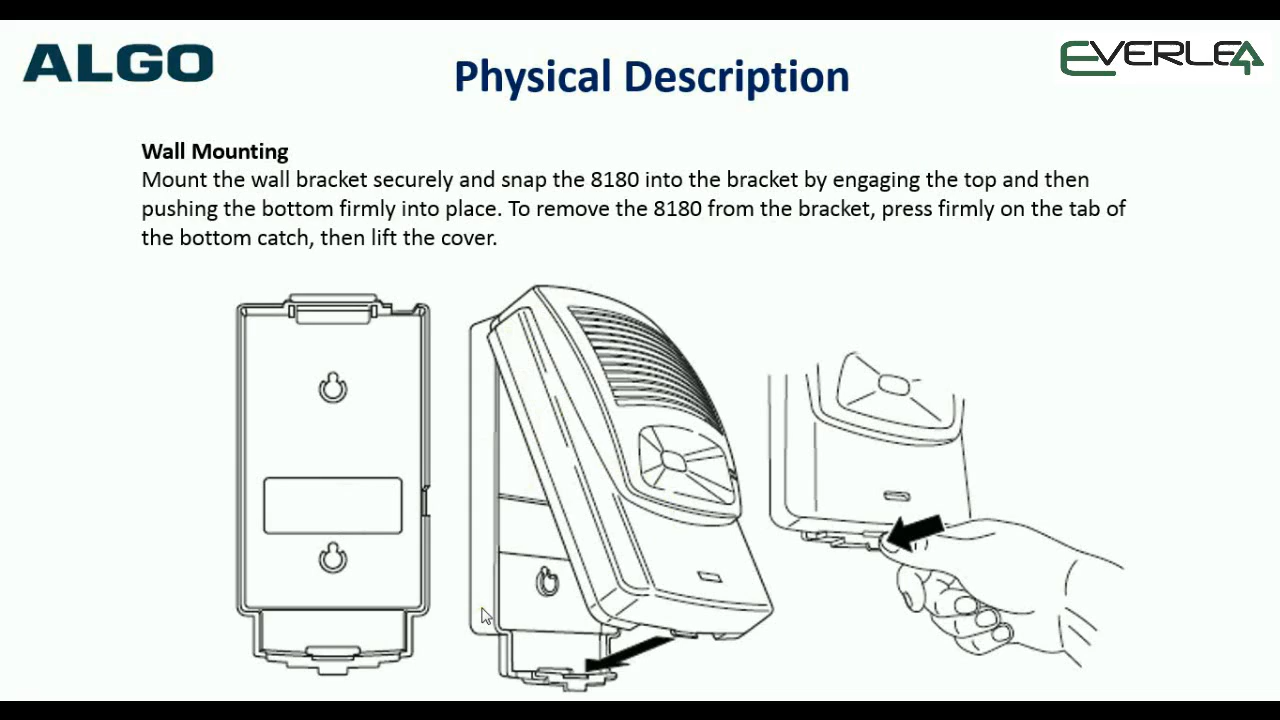 ALGO
EVERLEA
Physical Description
Wall Mounting
Mount the wall bracket securely and snap the 8180 into the bracket by engaging the top and then
pushing the bottom firmly into place. To remove the 8180 from the bracket, press firmly on the tab of
the bottom catch, then lift the cover.